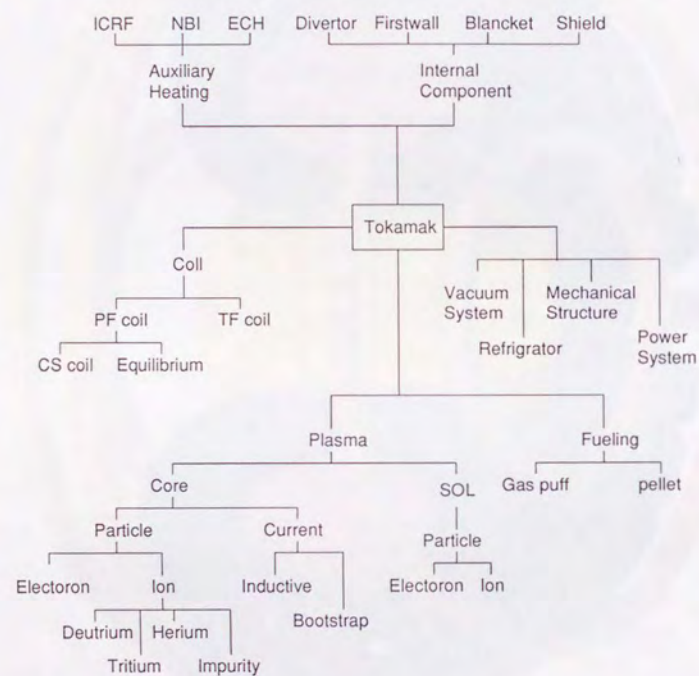 ICRF NBI ECH Divertor Firstwall Blancket Shield
Auxiliary
Heating
Internal
Component
Tokamak
Coll
Vacuum
System
Mechanical
Structure
PF coil TF coil
Refrigrator
Power
System
CS coil Equilibrium
Plasma Fueling
Core SOL Gas puff pellet
Particle Current Particle
Electoron Ion Inductive Electoron Ion
Bootstrap
Deutrium Herium
Tritium Impurity